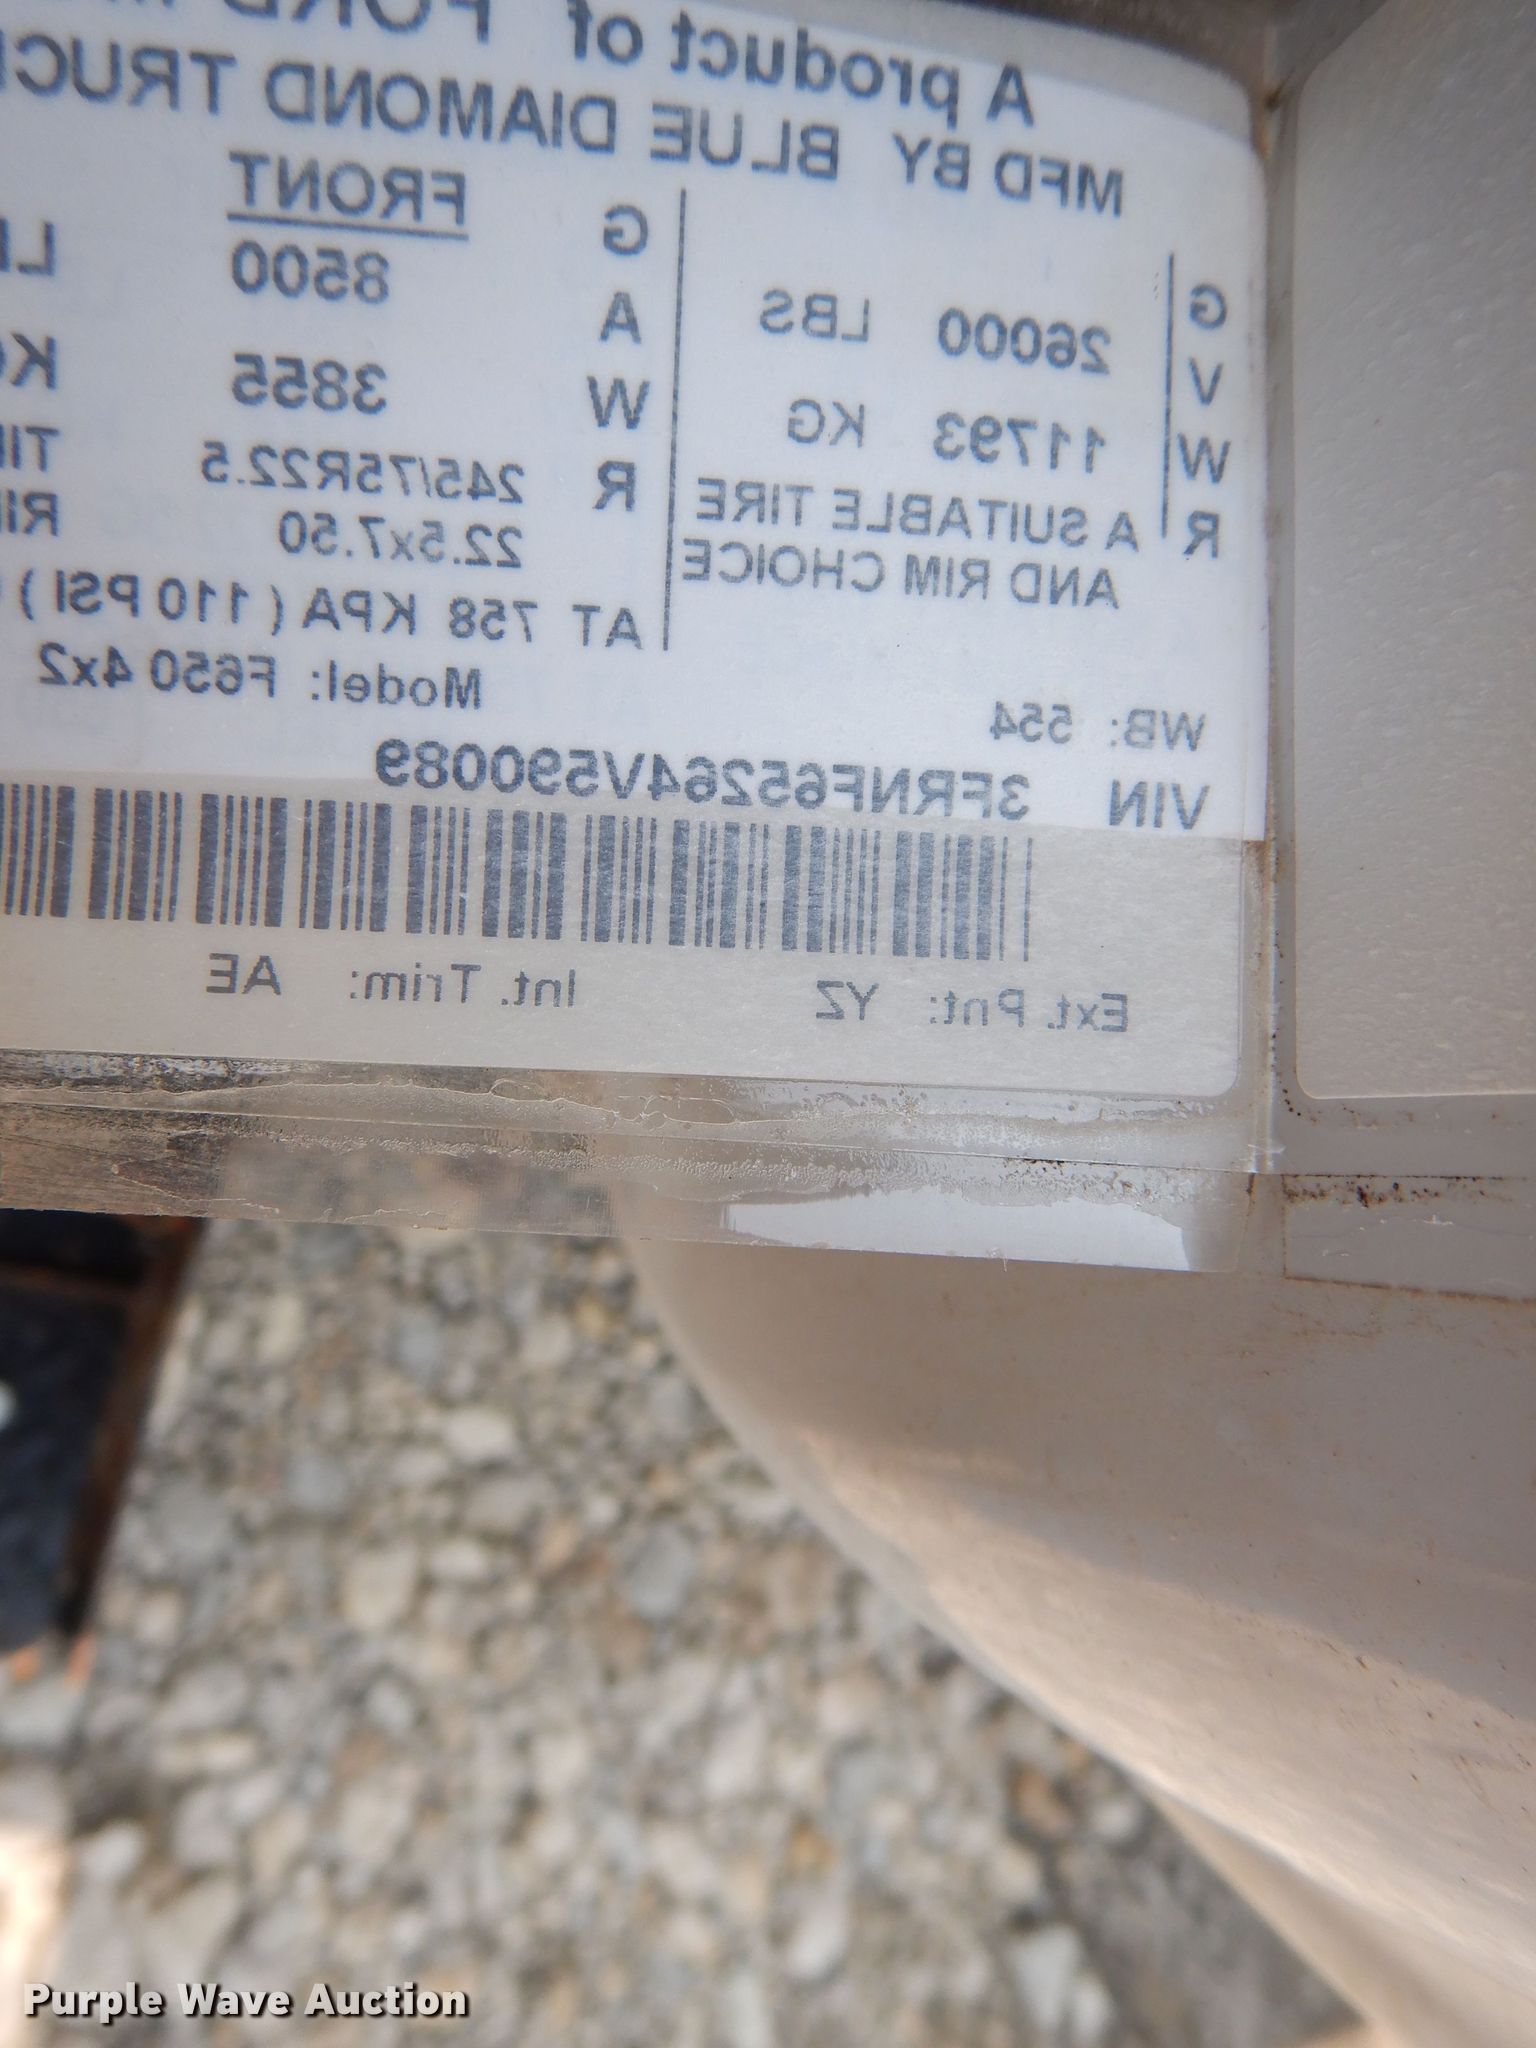 A product of FORD M
MFD BY BLUE DIAMOND TRUC
G V W R
26000 LBS
11793 KG
A SUITABLE TIRE
AND RIM CHOICE
G A W R
FRONT
8500
3855
245/75R22.5
22.5x7.50
AT 758 KPA ( 110 PSI )
WB: 554 Model: F650 4x2
VIN 3FRNF65264V590089
Ext. Pnt: YZ Int. Trim: AE
Purple Wave Auction